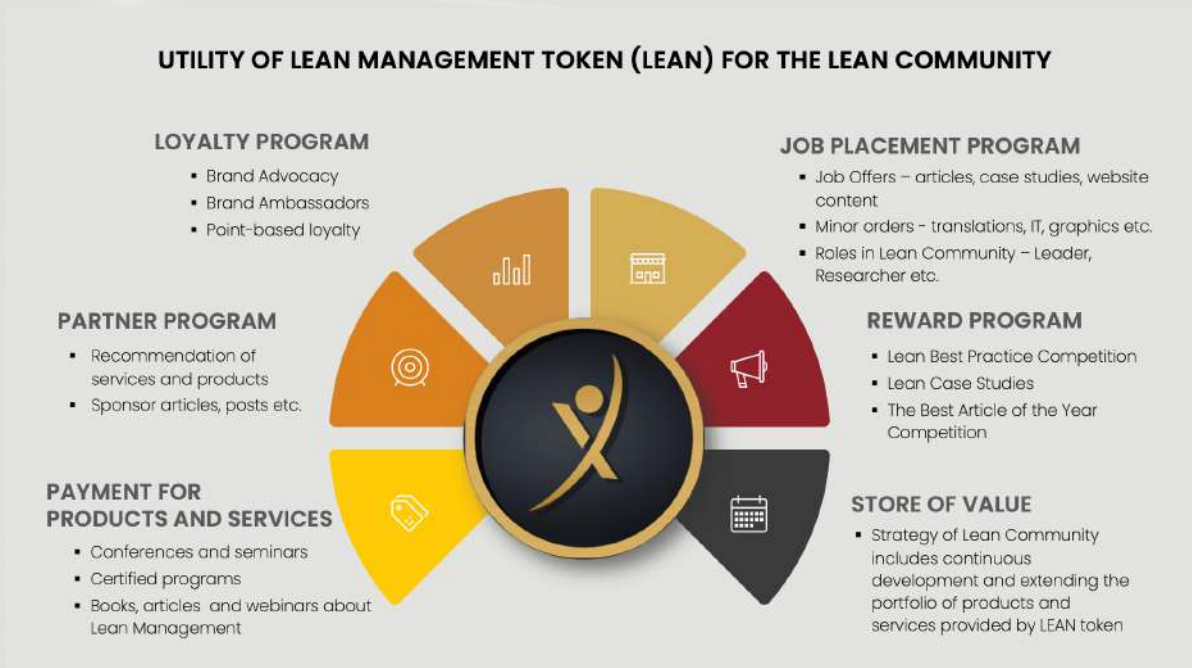 UTILITY OF LEAN MANAGEMENT TOKEN (LEAN) FOR THE LEAN COMMUNITY
LOYALTY PROGRAM
▪ Brand Advocacy
▪ Brand Ambassadors
▪ Point-based loyalty
PARTNER PROGRAM
▪ Recommendation of
services and products
▪ Sponsor articles, posts etc.
PAYMENT FOR
PRODUCTS AND SERVICES
▪ Conferences and seminars
▪ Certified programs
▪ Books, articles and webinars about
Lean Management
JOB PLACEMENT PROGRAM
▪ Job Offers – articles, case studies, website
content
▪ Minor orders - translations, IT, graphics etc.
▪ Roles in Lean Community – Leader,
Researcher etc.
REWARD PROGRAM
▪ Lean Best Practice Competition
▪ Lean Case Studies
▪ The Best Article of the Year
Competition
STORE OF VALUE
▪ Strategy of Lean Community
includes continuous
development and extending the
portfolio of products and
services provided by LEAN token